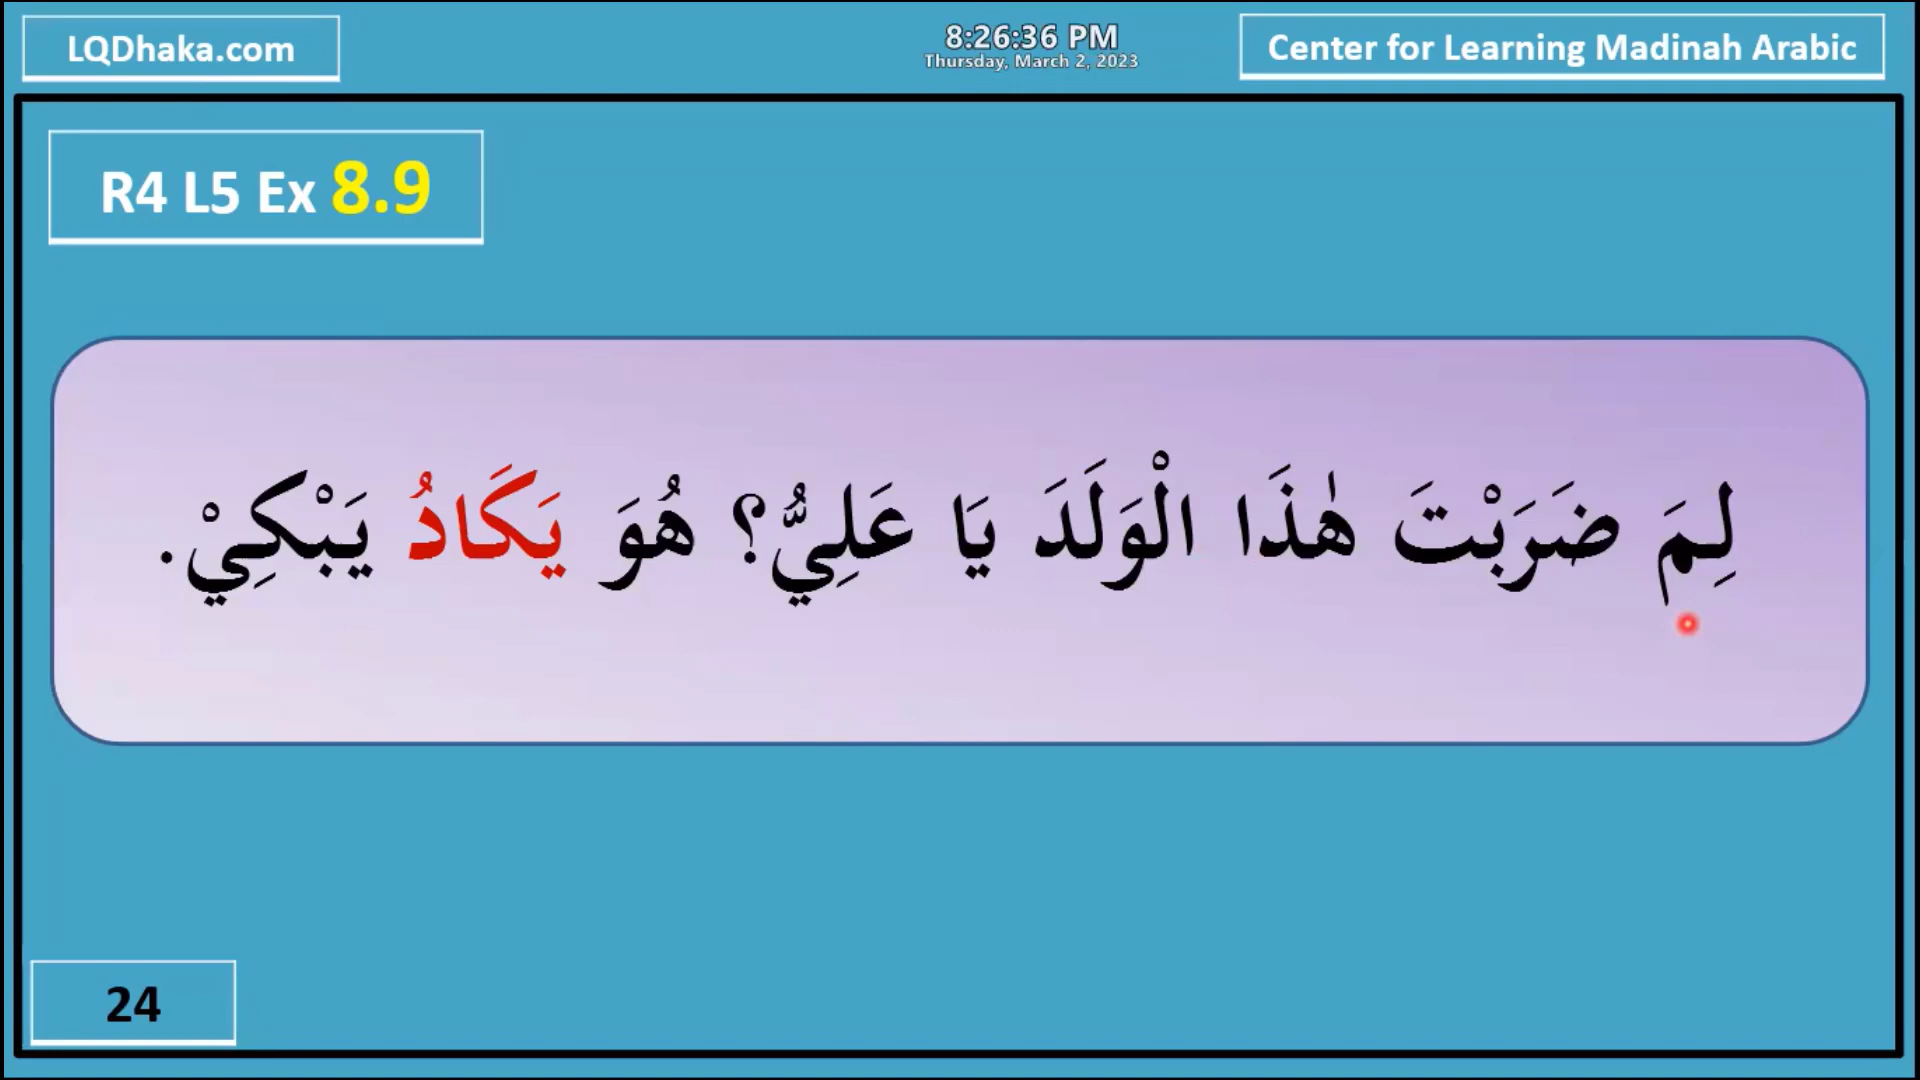 LQDhaka.com
8:26:36 PM
Thursday, March 2, 2023
Center for Learning Madinah Arabic
R4 L5 Ex 8.9
لِمَ ضَرَبْتَ هٰذَا الْوَلَدَ يَا عَلِيُّ؟ هُوَ يَكَادُ يَبْكِيْ.
24